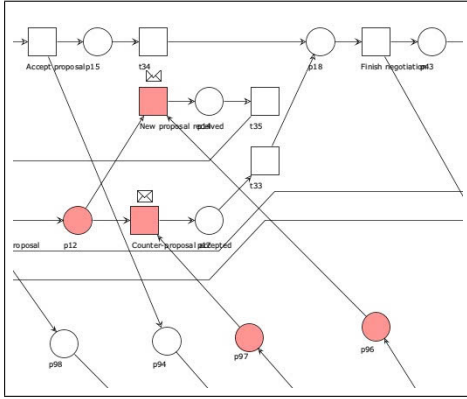 Accept proposal p15 t34 p18 Finish negotiation p43
New proposal received t35
t33
roposal p12 Counter-proposal accepted
p98 p94 p97 p96